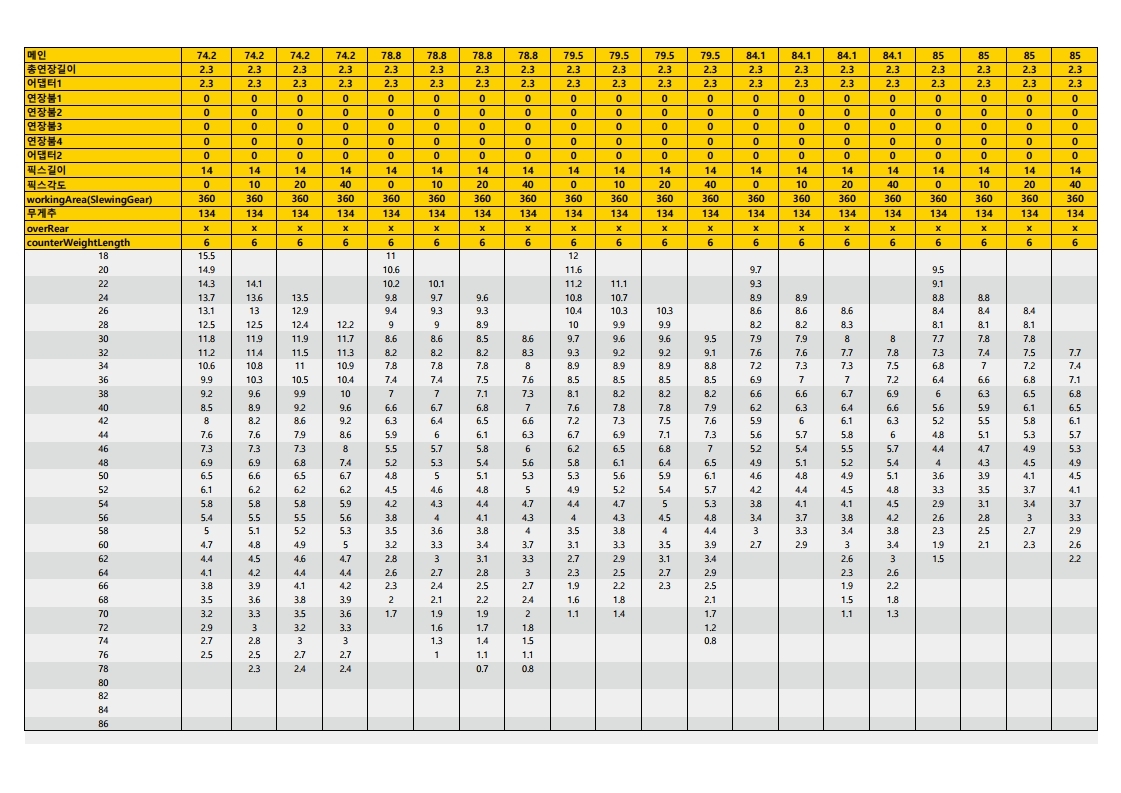 메인 74.2 74.2 74.2 74.2 78.8 78.8 78.8 78.8 79.5 79.5 79.5 79.5 84.1 84.1 84.1 84.1 85 85 85 85
총연장길이 2.3 2.3 2.3 2.3 2.3 2.3 2.3 2.3 2.3 2.3 2.3 2.3 2.3 2.3 2.3 2.3 2.3 2.3 2.3 2.3
어댑터1 2.3 2.3 2.3 2.3 2.3 2.3 2.3 2.3 2.3 2.3 2.3 2.3 2.3 2.3 2.3 2.3 2.3 2.3 2.3 2.3
연장붐1 0 0 0 0 0 0 0 0 0 0 0 0 0 0 0 0 0 0 0 0
연장붐2 0 0 0 0 0 0 0 0 0 0 0 0 0 0 0 0 0 0 0 0
연장붐3 0 0 0 0 0 0 0 0 0 0 0 0 0 0 0 0 0 0 0 0
연장붐4 0 0 0 0 0 0 0 0 0 0 0 0 0 0 0 0 0 0 0 0
어댑터2 0 0 0 0 0 0 0 0 0 0 0 0 0 0 0 0 0 0 0 0
픽스길이 14 14 14 14 14 14 14 14 14 14 14 14 14 14 14 14 14 14 14 14
픽스각도 0 10 20 40 0 10 20 40 0 10 20 40 0 10 20 40 0 10 20 40
workingArea(SlewingGear) 360 360 360 360 360 360 360 360 360 360 360 360 360 360 360 360 360 360 360 360
무게추 134 134 134 134 134 134 134 134 134 134 134 134 134 134 134 134 134 134 134 134
overRear x x x x x x x x x x x x x x x x x x x x
counterWeightLength 6 6 6 6 6 6 6 6 6 6 6 6 6 6 6 6 6 6 6 6
18 15.5 11 12
20 14.9 10.6 11.6 9.7 9.5
22 14.3 14.1 10.2 10.1 11.2 11.1 9.3 9.1
24 13.7 13.6 13.5 9.8 9.7 9.6 10.8 10.7 8.9 8.9 8.8 8.8
26 13.1 13 12.9 9.4 9.3 9.3 10.4 10.3 10.3 8.6 8.6 8.6 8.4 8.4 8.4
28 12.5 12.5 12.4 12.2 9 9 8.9 10 9.9 9.9 8.2 8.2 8.3 8.1 8.1 8.1
30 11.8 11.9 11.9 11.7 8.6 8.6 8.5 8.6 9.7 9.6 9.6 9.5 7.9 7.9 8 8 7.7 7.8 7.8
32 11.2 11.4 11.5 11.3 8.2 8.2 8.2 8.3 9.3 9.2 9.2 9.1 7.6 7.6 7.7 7.8 7.3 7.4 7.5 7.7
34 10.6 10.8 11 10.9 7.8 7.8 7.8 8 8.9 8.9 8.9 8.8 7.2 7.3 7.3 7.5 6.8 7 7.2 7.4
36 9.9 10.3 10.5 10.4 7.4 7.4 7.5 7.6 8.5 8.5 8.5 8.5 6.9 7 7 7.2 6.4 6.6 6.8 7.1
38 9.2 9.6 9.9 10 7 7 7.1 7.3 8.1 8.2 8.2 8.2 6.6 6.6 6.7 6.9 6 6.3 6.5 6.8
40 8.5 8.9 9.2 9.6 6.6 6.7 6.8 7 7.6 7.8 7.8 7.9 6.2 6.3 6.4 6.6 5.6 5.9 6.1 6.5
42 8 8.2 8.6 9.2 6.3 6.4 6.5 6.6 7.2 7.3 7.5 7.6 5.9 6 6.1 6.3 5.2 5.5 5.8 6.1
44 7.6 7.6 7.9 8.6 5.9 6 6.1 6.3 6.7 6.9 7.1 7.3 5.6 5.7 5.8 6 4.8 5.1 5.3 5.7
46 7.3 7.3 7.3 8 5.5 5.7 5.8 6 6.2 6.5 6.8 7 5.2 5.4 5.5 5.7 4.4 4.7 4.9 5.3
48 6.9 6.9 6.8 7.4 5.2 5.3 5.4 5.6 5.8 6.1 6.4 6.5 4.9 5.1 5.2 5.4 4 4.3 4.5 4.9
50 6.5 6.6 6.5 6.7 4.8 5 5.1 5.3 5.3 5.6 5.9 6.1 4.6 4.8 4.9 5.1 3.6 3.9 4.1 4.5
52 6.1 6.2 6.2 6.2 4.5 4.6 4.8 5 4.9 5.2 5.4 5.7 4.2 4.4 4.5 4.8 3.3 3.5 3.7 4.1
54 5.8 5.8 5.8 5.9 4.2 4.3 4.4 4.7 4.4 4.7 5 5.3 3.8 4.1 4.1 4.5 2.9 3.1 3.4 3.7
56 5.4 5.5 5.5 5.6 3.8 4 4.1 4.3 4 4.3 4.5 4.8 3.4 3.7 3.8 4.2 2.6 2.8 3 3.3
58 5 5.1 5.2 5.3 3.5 3.6 3.8 4 3.5 3.8 4 4.4 3 3.3 3.4 3.8 2.3 2.5 2.7 2.9
60 4.7 4.8 4.9 5 3.2 3.3 3.4 3.7 3.1 3.3 3.5 3.9 2.7 2.9 3 3.4 1.9 2.1 2.3 2.6
62 4.4 4.5 4.6 4.7 2.8 3 3.1 3.3 2.7 2.9 3.1 3.4 2.6 3 1.5 2.2
64 4.1 4.2 4.4 4.4 2.6 2.7 2.8 3 2.3 2.5 2.7 2.9 2.3 2.6
66 3.8 3.9 4.1 4.2 2.3 2.4 2.5 2.7 1.9 2.2 2.3 2.5 1.9 2.2
68 3.5 3.6 3.8 3.9 2 2.1 2.2 2.4 1.6 1.8 2.1 1.5 1.8
70 3.2 3.3 3.5 3.6 1.7 1.9 1.9 2 1.1 1.4 1.7 1.1 1.3
72 2.9 3 3.2 3.3 1.6 1.7 1.8 1.2
74 2.7 2.8 3 3 1.3 1.4 1.5 0.8
76 2.5 2.5 2.7 2.7 1 1.1 1.1
78 2.3 2.4 2.4 0.7 0.8
80
82
84
86